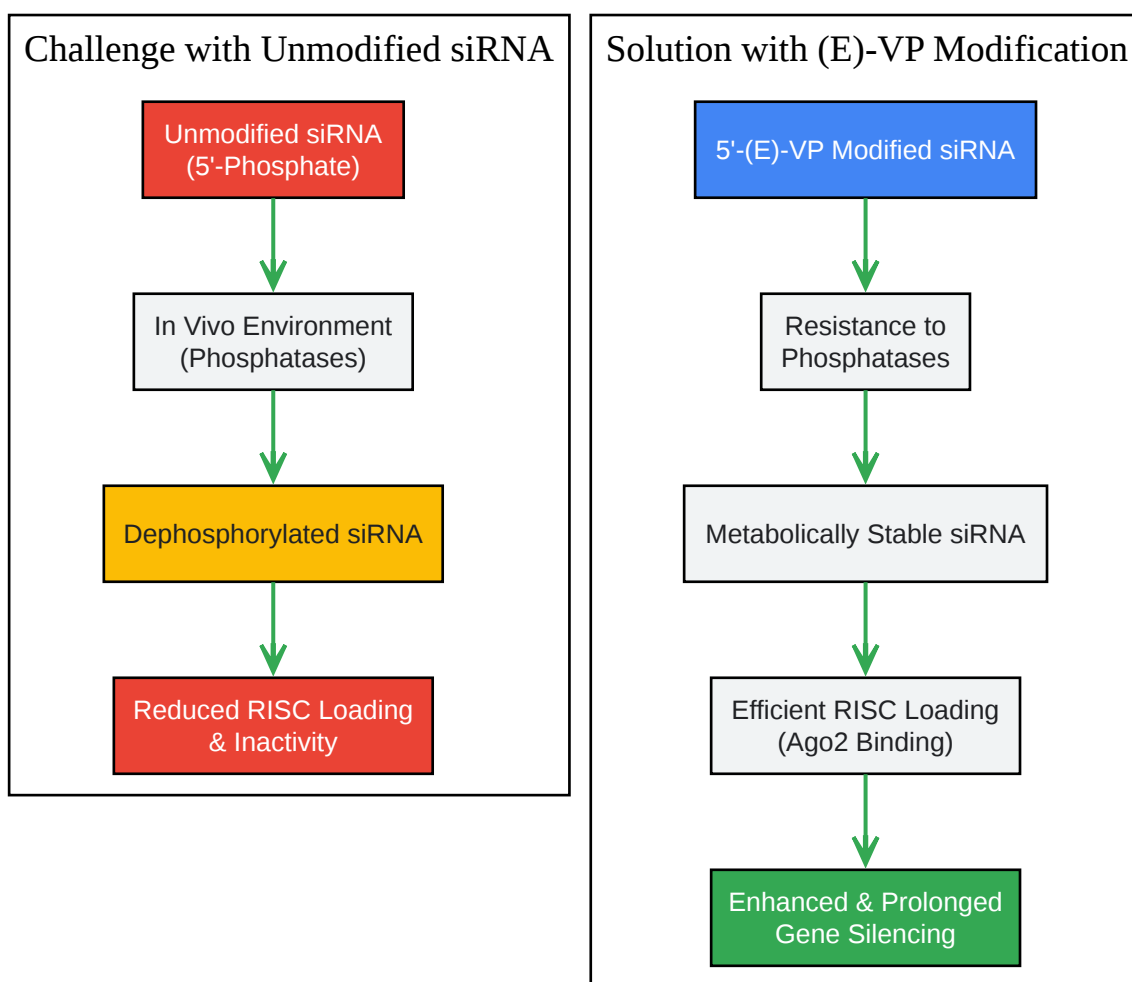 Challenge with Unmodified siRNA
Unmodified siRNA
(5'-Phosphate)
In Vivo Environment
(Phosphatases)
Dephosphorylated siRNA
Reduced RISC Loading
& Inactivity
Solution with (E)-VP Modification
5'-(E)-VP Modified siRNA
Resistance to
Phosphatases
Metabolically Stable siRNA
Efficient RISC Loading
(Ago2 Binding)
Enhanced & Prolonged
Gene Silencing